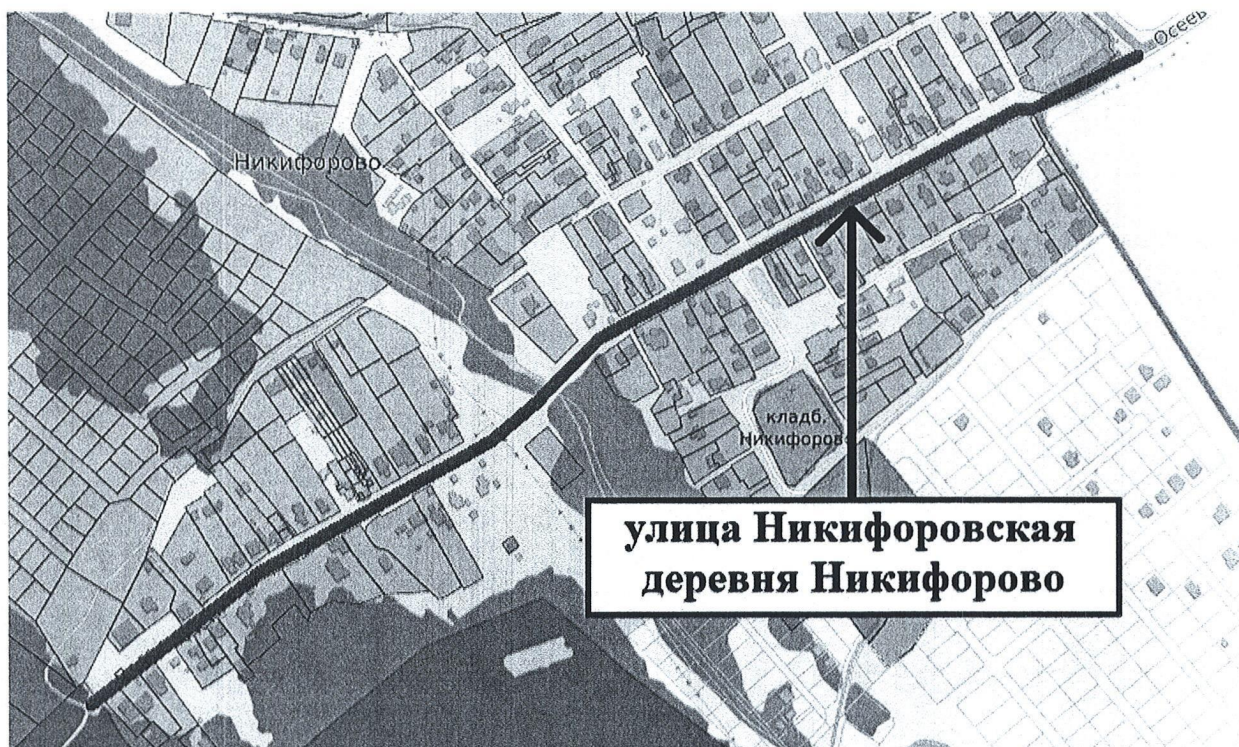 Осеев
Никифорово
кладб.
Никифорово
улица Никифоровская
деревня Никифорово